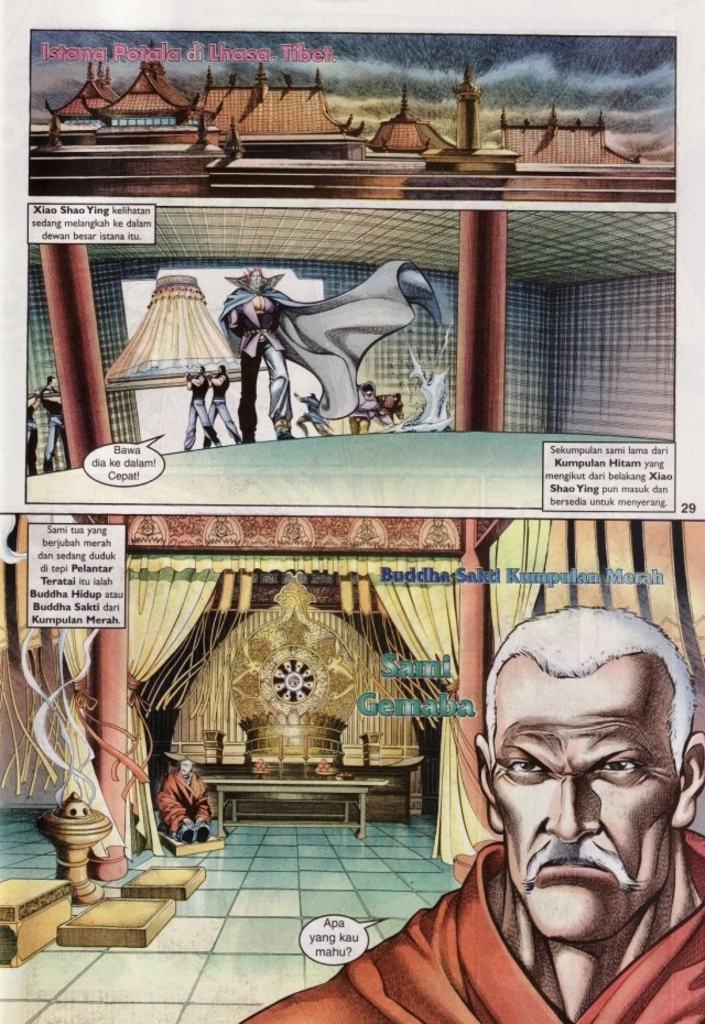 Istana Potala di Lhasa, Tibet.
Xiao Shao Ying kelihatan
sedang melangkah ke dalam
dewan besar istana itu.
Bawa
dia ke dalam!
Cepat!
Sekumpulan sami lama dari
Kumpulan Hitam yang
mengikut dari belakang Xiao
Shao Ying pun masuk dan
bersedia untuk menyerang.
29
Sami tua yang
berjubah merah
dan sedang duduk
di tepi Pelantar
Teratai itu ialah
Buddha Hidup atau
Buddha Sakti dari
Kumpulan Merah.
Buddha Sakti Kumpulan Merah
Sami
Gemaba
Apa
yang kau
mahu?